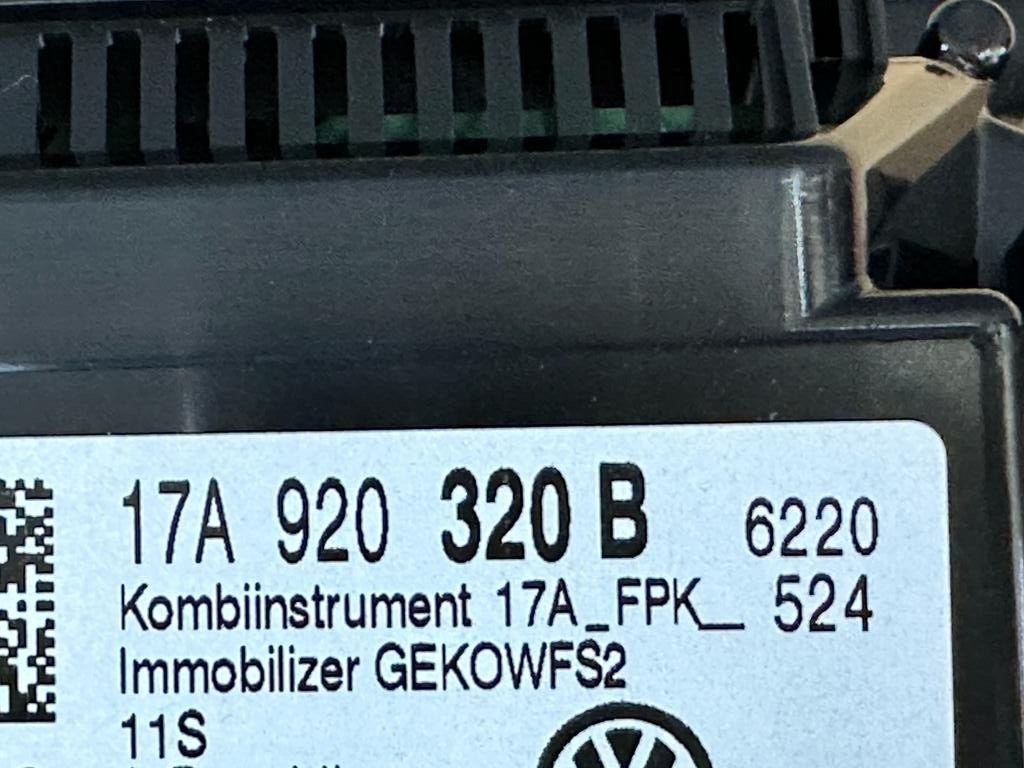 17A 920 320 B 6220
Kombiinstrument 17A_FPK_ 524
Immobilizer GEKOWFS2
11S